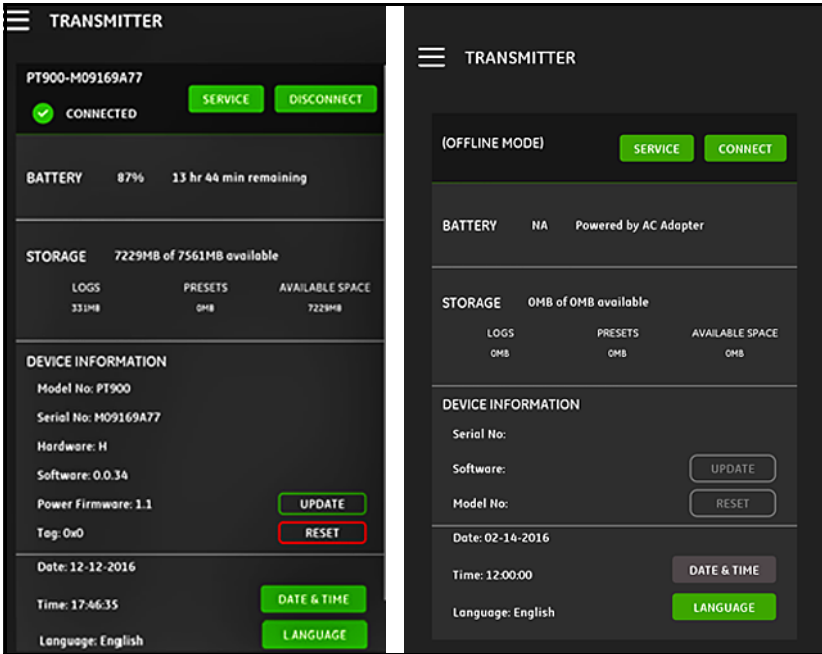 TRANSMITTER
PT900-M09169A77
CONNECTED
SERVICE
DISCONNECT
BATTERY 87% 13 hr 44 min remaining
STORAGE 7229MB of 7561MB available
LOGS PRESETS AVAILABLE SPACE
331MB 0MB 7229MB
DEVICE INFORMATION
Model No: PT900
Serial No: M09169A77
Hardware: H
Software: 0.0.34
Power Firmware: 1.1 UPDATE
Tag: 0x0 RESET
Date: 12-12-2016
Time: 17:46:35 DATE & TIME
Language: English LANGUAGE
TRANSMITTER
(OFFLINE MODE) SERVICE CONNECT
BATTERY NA Powered by AC Adapter
STORAGE 0MB of 0MB available
LOGS PRESETS AVAILABLE SPACE
0MB 0MB 0MB
DEVICE INFORMATION
Serial No:
Software: UPDATE
Model No: RESET
Date: 02-14-2016
Time: 12:00:00 DATE & TIME
Language: English LANGUAGE